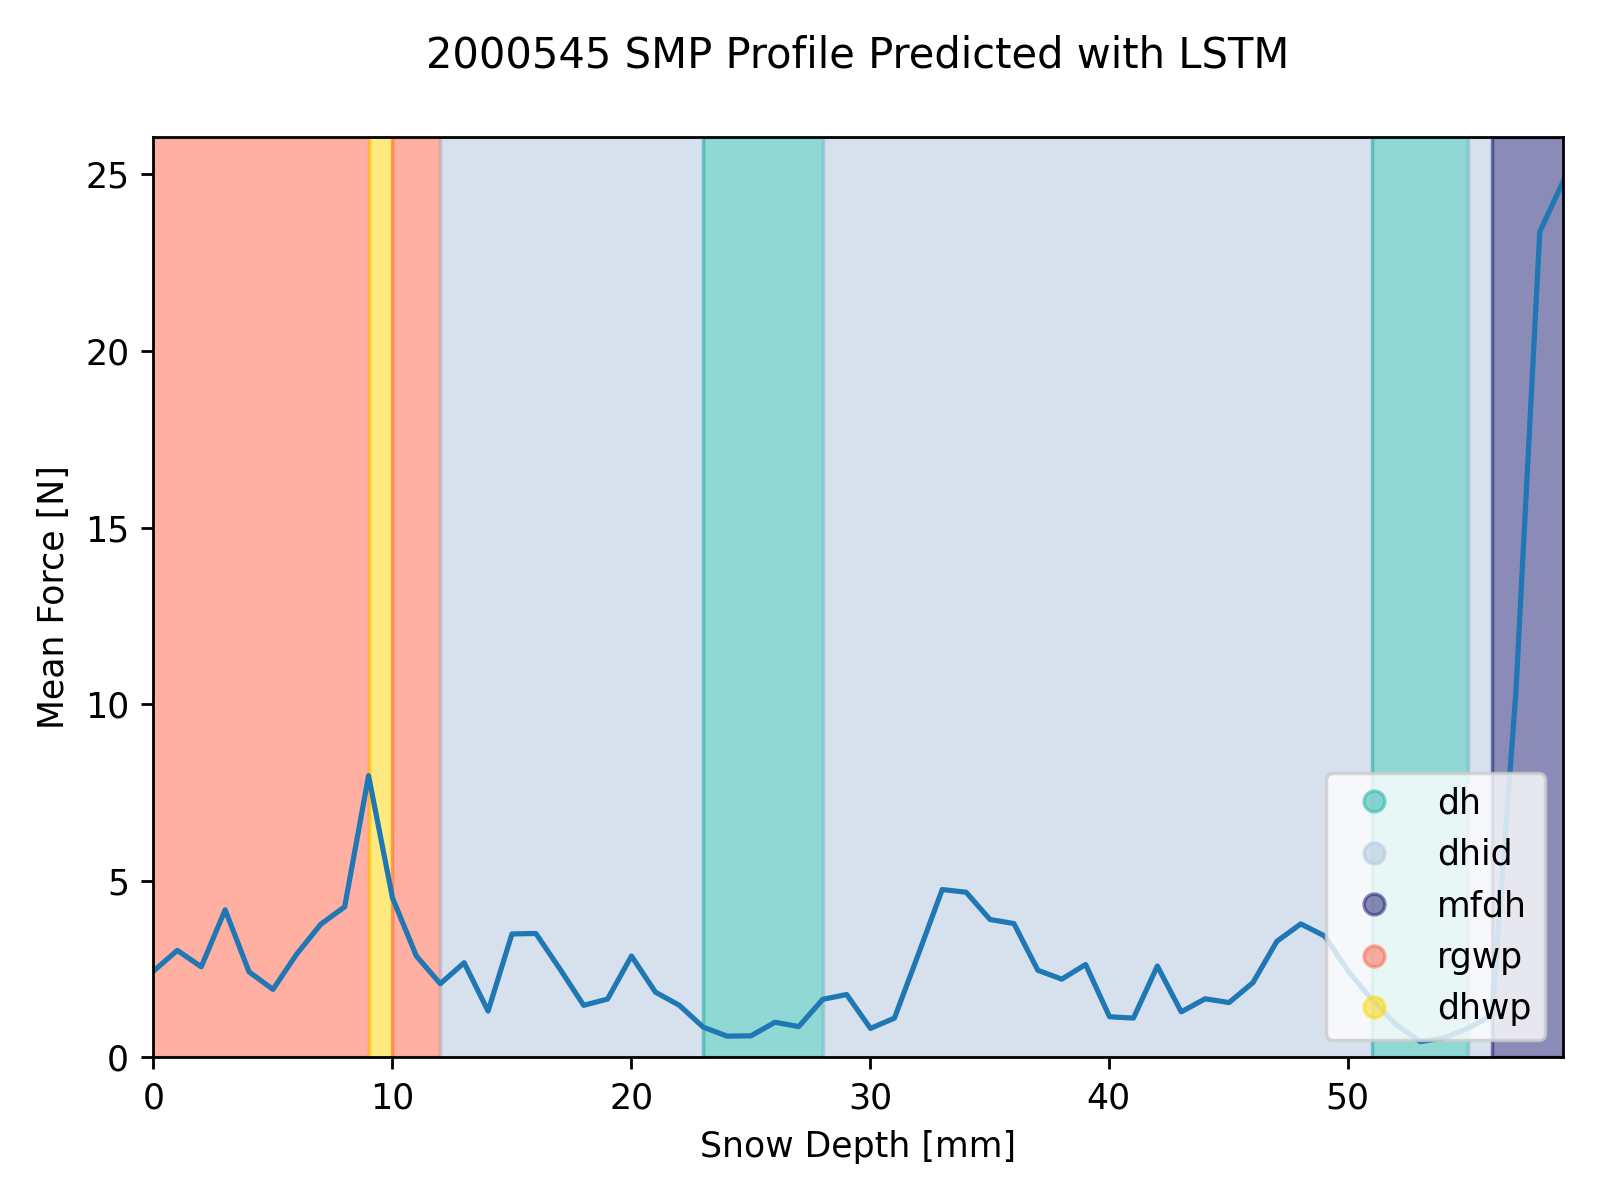 2000545 SMP Profile Predicted with LSTM
25
20
15
10
5
0
Mean Force [N]
dh
dhid
mfdh
rgwp
dhwp
0 10 20 30 40 50
Snow Depth [mm]